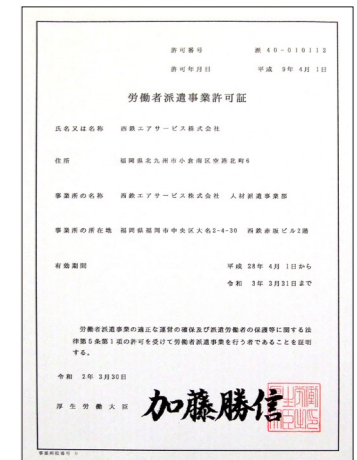 許可番号 派 40-010112
許可年月日 平成 9年 4月 1日
労働者派遣事業許可証
氏名又は名称 西鉄エアサービス株式会社
住所 福岡県北九州市小倉南区空港北町6
事業所の名称 西鉄エアサービス株式会社 人材派遣事業部
事業所の所在地 福岡県福岡市中央区大名2-4-30 西鉄赤坂ビル2階
有効期間 平成 28年 4月 1日から
令和 3年 3月31日まで
労働者派遣事業の適正な運営の確保及び派遣労働者の保護等に関する法
律第5条第1項の許可を受けて労働者派遣事業を行う者であることを証明
する。
令和 2年 3月30日
厚生労働大臣 加藤勝信